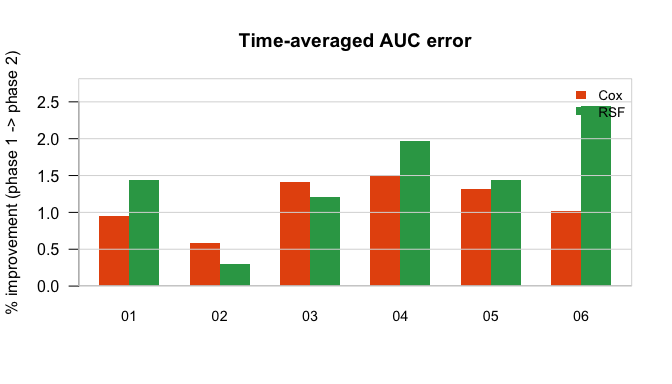 Time-averaged AUC error
% improvement (phase 1 -> phase 2)
2.5
2.0
1.5
1.0
0.5
0.0
Cox
RSF
01 02 03 04 05 06